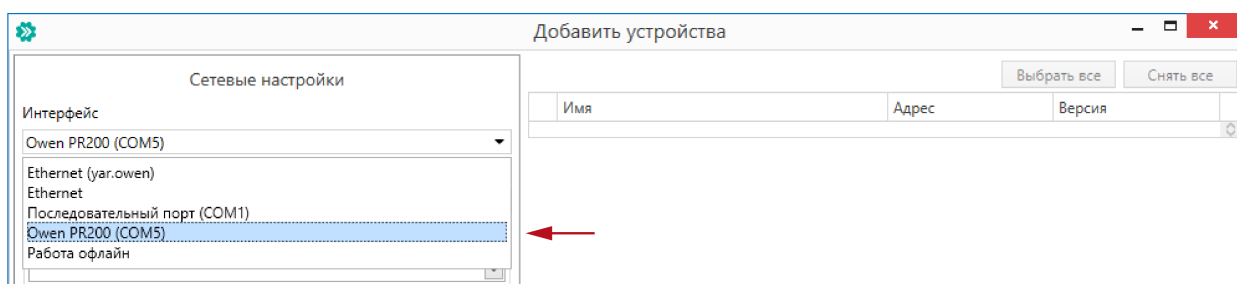 Добавить устройства
Сетевые настройки
Интерфейс
Owen PR200 (COM5)
Ethernet (yar.owen)
Ethernet
Последовательный порт (COM1)
Owen PR200 (COM5)
Работа офлайн
Выбрать все
Снять все
Имя
Адрес
Версия